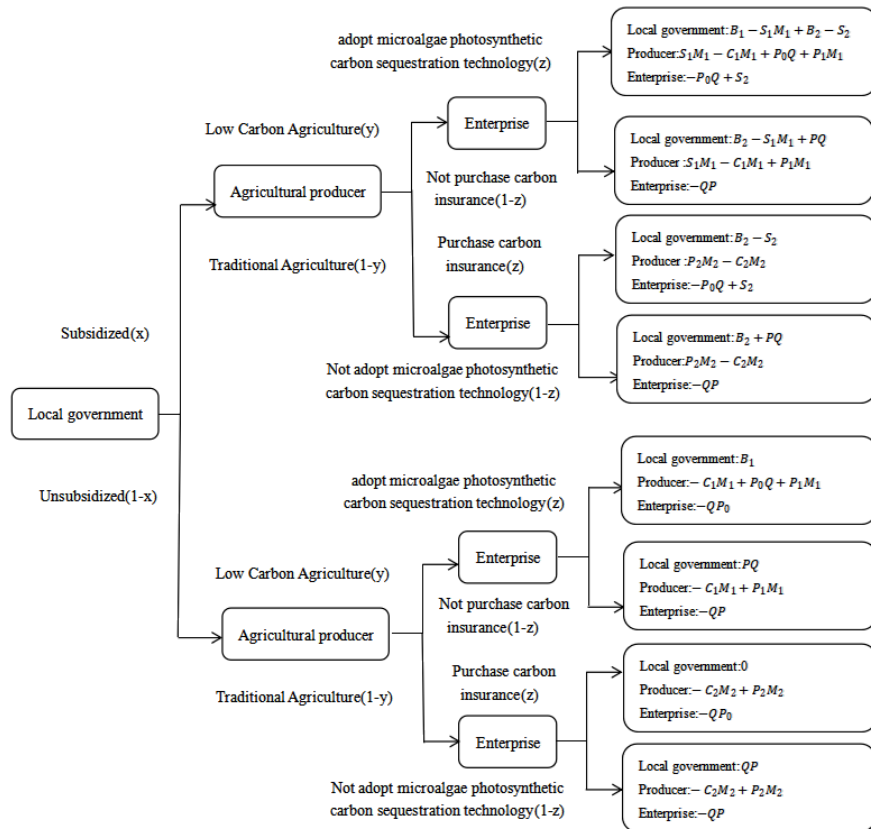 adopt microalgae photosynthetic
carbon sequestration technology(z)
Local government:B₁ − S₁M₁ + B₂ − S₂
Producer:S₁M₁ − C₁M₁ + P₀Q + P₁M₁
Enterprise:−P₀Q + S₂
Low Carbon Agriculture(y)
Enterprise
Local government:B₂ − S₁M₁ + PQ
Producer :S₁M₁ − C₁M₁ + P₁M₁
Enterprise:−QP
Agricultural producer
Not purchase carbon
insurance(1-z)
Purchase carbon
insurance(z)
Local government:B₂ − S₂
Producer :P₂M₂ − C₂M₂
Enterprise:−P₀Q + S₂
Traditional Agriculture(1-y)
Enterprise
Subsidized(x)
Local government:B₂ + PQ
Producer:P₂M₂ − C₂M₂
Enterprise:−QP
Not adopt microalgae photosynthetic
carbon sequestration technology(1-z)
Local government
Unsubsidized(1-x)
adopt microalgae photosynthetic
carbon sequestration technology(z)
Local government:B₁
Producer:− C₁M₁ + P₀Q + P₁M₁
Enterprise:−QP₀
Low Carbon Agriculture(y)
Enterprise
Local government:PQ
Producer:− C₁M₁ + P₁M₁
Enterprise:−QP
Agricultural producer
Not purchase carbon
insurance(1-z)
Purchase carbon
insurance(z)
Local government:0
Producer:− C₂M₂ + P₂M₂
Enterprise:−QP₀
Traditional Agriculture(1-y)
Enterprise
Local government:QP
Producer:− C₂M₂ + P₂M₂
Enterprise:−QP
Not adopt microalgae photosynthetic
carbon sequestration technology(1-z)